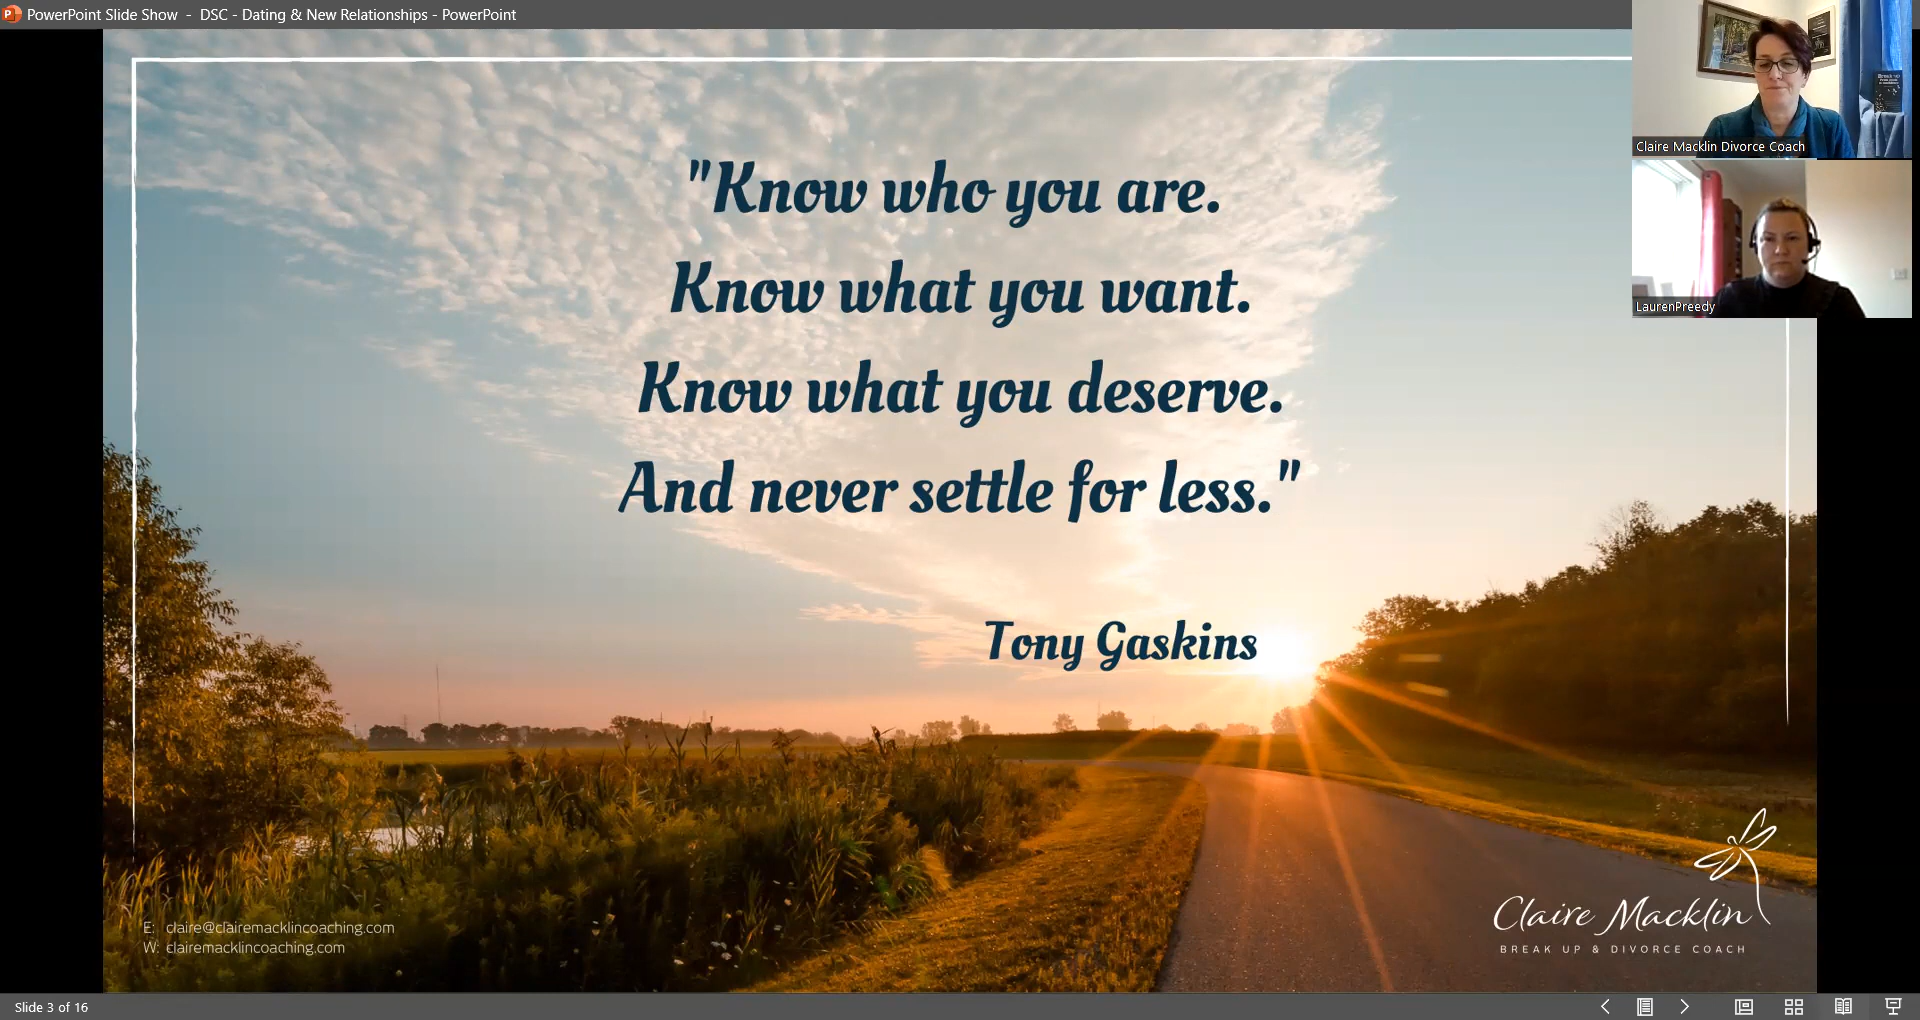 PowerPoint Slide Show - DSC - Dating & New Relationships - PowerPoint
Claire Macklin Divorce Coach
LaurenPreedy
"Know who you are.
Know what you want.
Know what you deserve.
And never settle for less."
Tony Gaskins
E: claire@clairemacklincoaching.com
W: clairemacklincoaching.com
Claire Macklin
BREAK UP & DIVORCE COACH
Slide 3 of 16